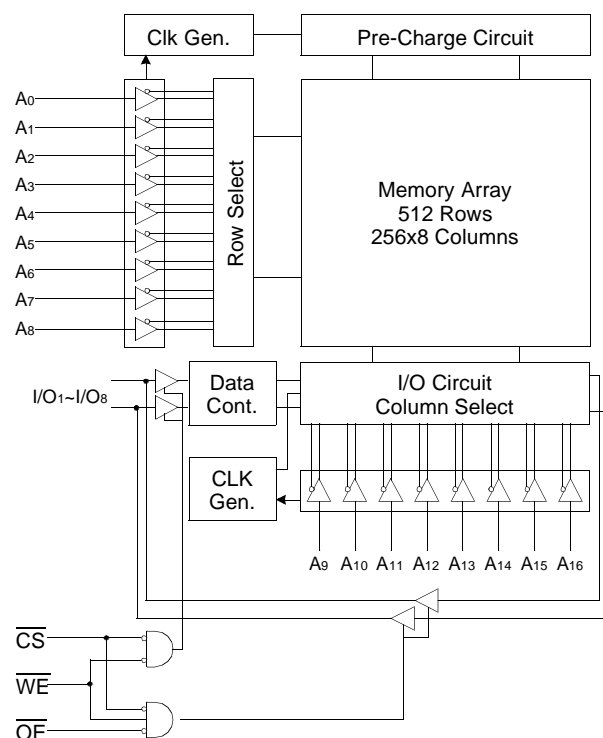 Clk Gen.
Pre-Charge Circuit
A0
A1
A2
A3
A4
A5
A6
A7
A8
Row Select
Memory Array
512 Rows
256x8 Columns
I/O1~I/O8
Data
Cont.
I/O Circuit
Column Select
CLK
Gen.
A9 A10 A11 A12 A13 A14 A15 A16
CS
WE
OE